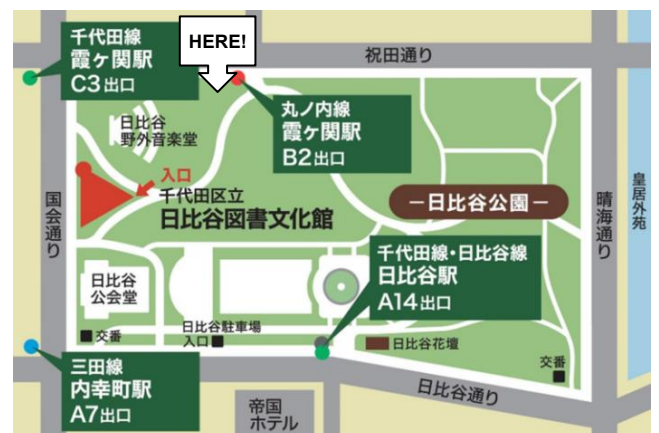 千代田線
霞ヶ関駅
C3出口
HERE!
祝田通り
丸ノ内線
霞ヶ関駅
B2出口
日比谷
野外音楽堂
入口
千代田区立
日比谷図書文化館
国会通り
ー日比谷公園ー
晴海通り
皇居外苑
千代田線・日比谷線
日比谷駅
A14出口
日比谷
公会堂
交番
日比谷駐車場
入口
日比谷花壇
交番
三田線
内幸町駅
A7出口
帝国
ホテル
日比谷通り